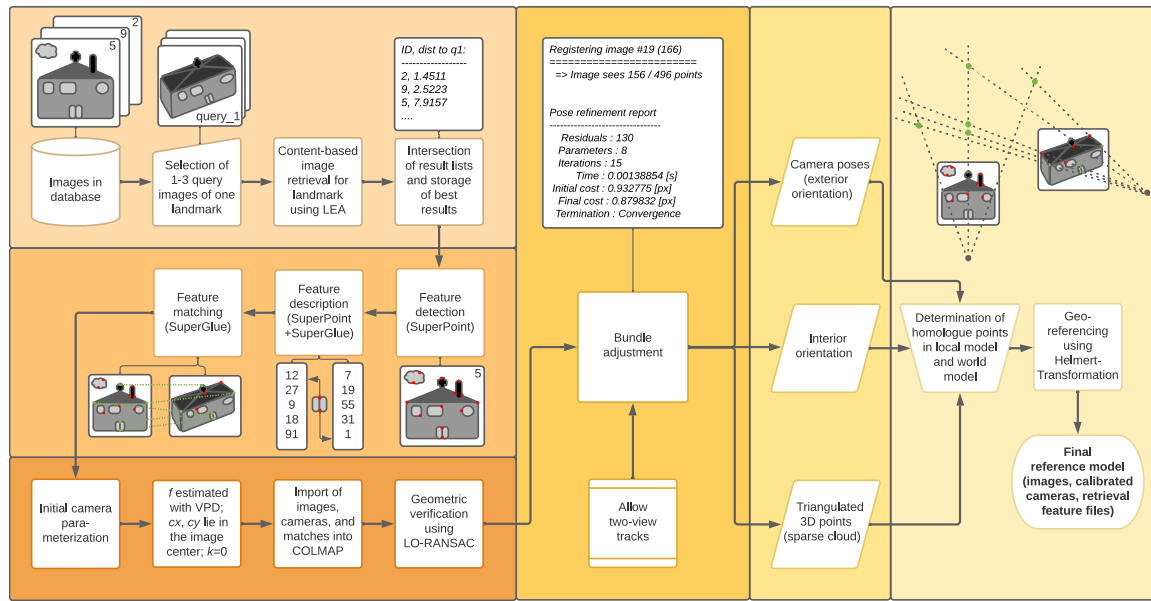 2
9
5
Images in
database
query_1
Selection of
1-3 query
images of one
landmark
Content-based
image
retrieval for
landmark
using LEA
ID, dist to q1:
------------------
2, 1.4511
9, 2.5223
5, 7.9157
....
Intersection
of result lists
and storage
of best
results
Feature
matching
(SuperGlue)
Feature
description
(SuperPoint
+SuperGlue)
Feature
detection
(SuperPoint)
12
27
9
18
91
7
19
55
31
1
5
Initial camera
para-
meterization
f estimated
with VPD;
cx, cy lie in
the image
center; k=0
Import of
images,
cameras, and
matches into
COLMAP
Geometric
verification
using
LO-RANSAC
Registering image #19 (166)
========================
=> Image sees 156 / 496 points
Pose refinement report
--------------------------------
Residuals : 130
Parameters : 8
Iterations : 15
Time : 0.00138854 [s]
Initial cost : 0.932775 [px]
Final cost : 0.879832 [px]
Termination : Convergence
Bundle
adjustment
Allow
two-view
tracks
Camera poses
(exterior
orientation)
Interior
orientation
Triangulated
3D points
(sparse cloud)
5
Determination of
homologue points
in local model
and world
model
Geo-
referencing
using
Helmert-
Transformation
Final
reference model
(images, calibrated
cameras, retrieval
feature files)